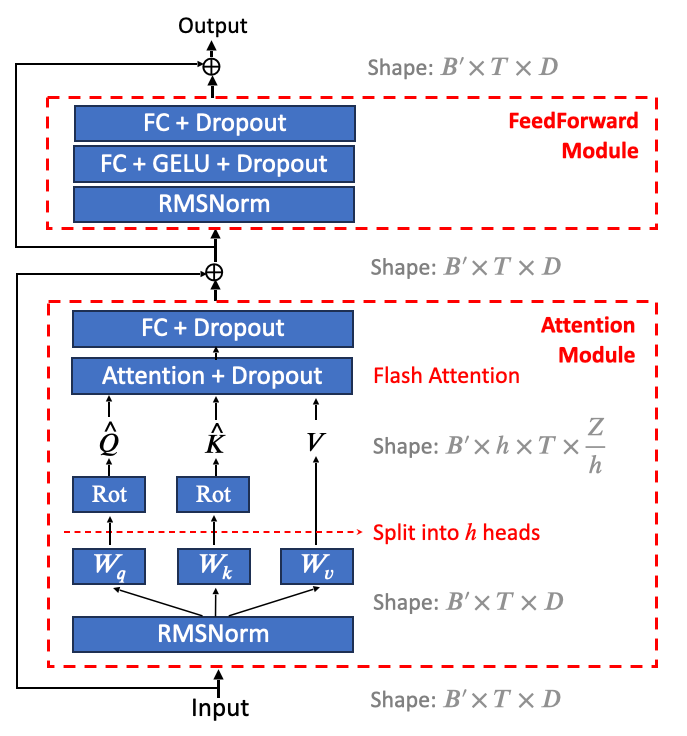 Output
Shape: B′ × T × D
FC + Dropout
FeedForward
Module
FC + GELU + Dropout
RMSNorm
Shape: B′ × T × D
FC + Dropout
Attention
Module
Attention + Dropout
Flash Attention
Q̂ K̂ V
Shape: B′ × h × T × Z/h
Rot Rot
Split into h heads
W_q W_k W_v
Shape: B′ × T × D
RMSNorm
Input
Shape: B′ × T × D